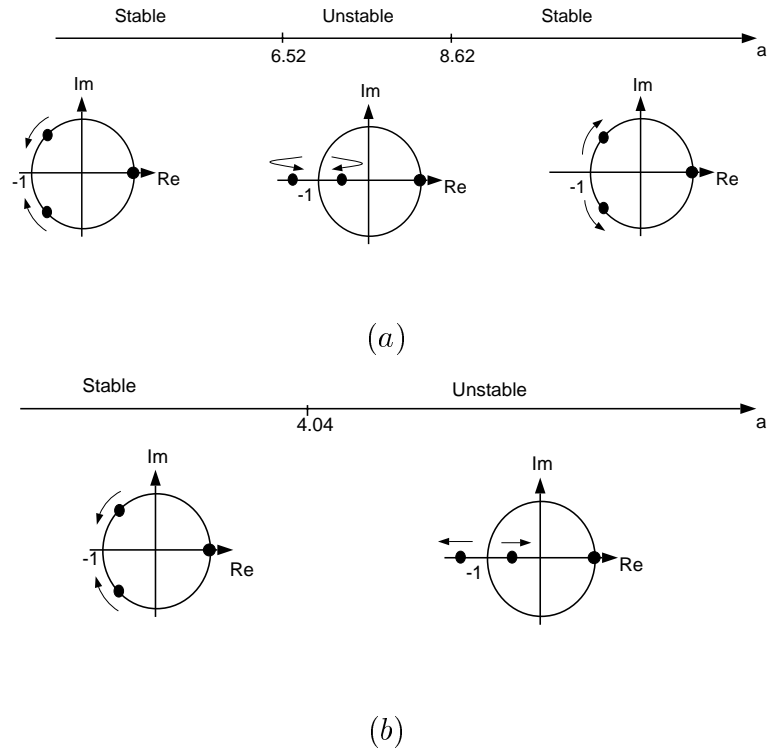 Stable Unstable Stable
6.52 8.62 a
Im Im Im
-1 Re -1 Re -1 Re
(a)
Stable Unstable
4.04 a
Im Im
-1 Re -1 Re
(b)